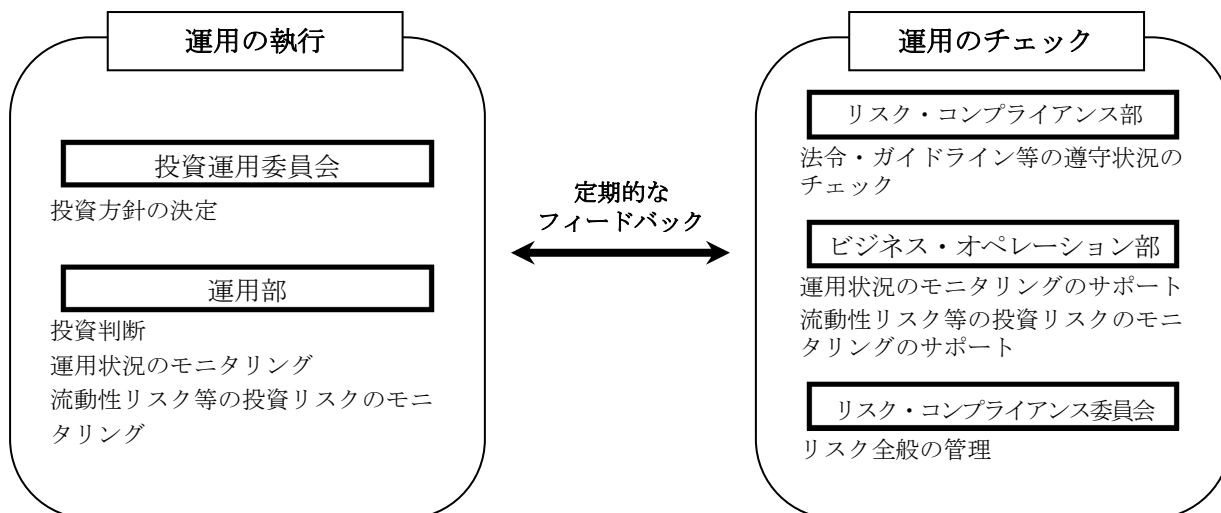 運用の執行
投資運用委員会
投資方針の決定
運用部
投資判断
運用状況のモニタリング
流動性リスク等の投資リスクのモニ
タリング
定期的な
フィードバック
運用のチェック
リスク・コンプライアンス部
法令・ガイドライン等の遵守状況の
チェック
ビジネス・オペレーション部
運用状況のモニタリングのサポート
流動性リスク等の投資リスクのモニ
タリングのサポート
リスク・コンプライアンス委員会
リスク全般の管理